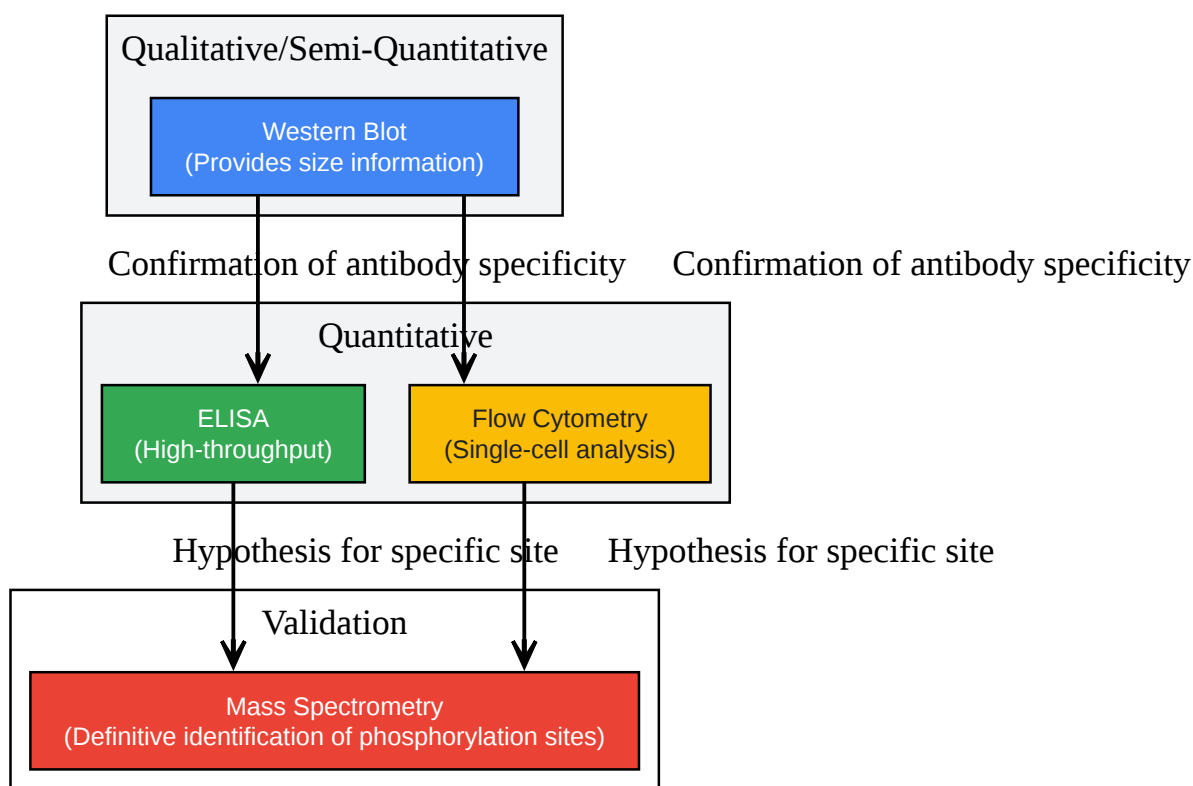 Qualitative/Semi-Quantitative
Western Blot
(Provides size information)
Confirmation of antibody specificity
Confirmation of antibody specificity
Quantitative
ELISA
(High-throughput)
Flow Cytometry
(Single-cell analysis)
Hypothesis for specific site
Hypothesis for specific site
Validation
Mass Spectrometry
(Definitive identification of phosphorylation sites)